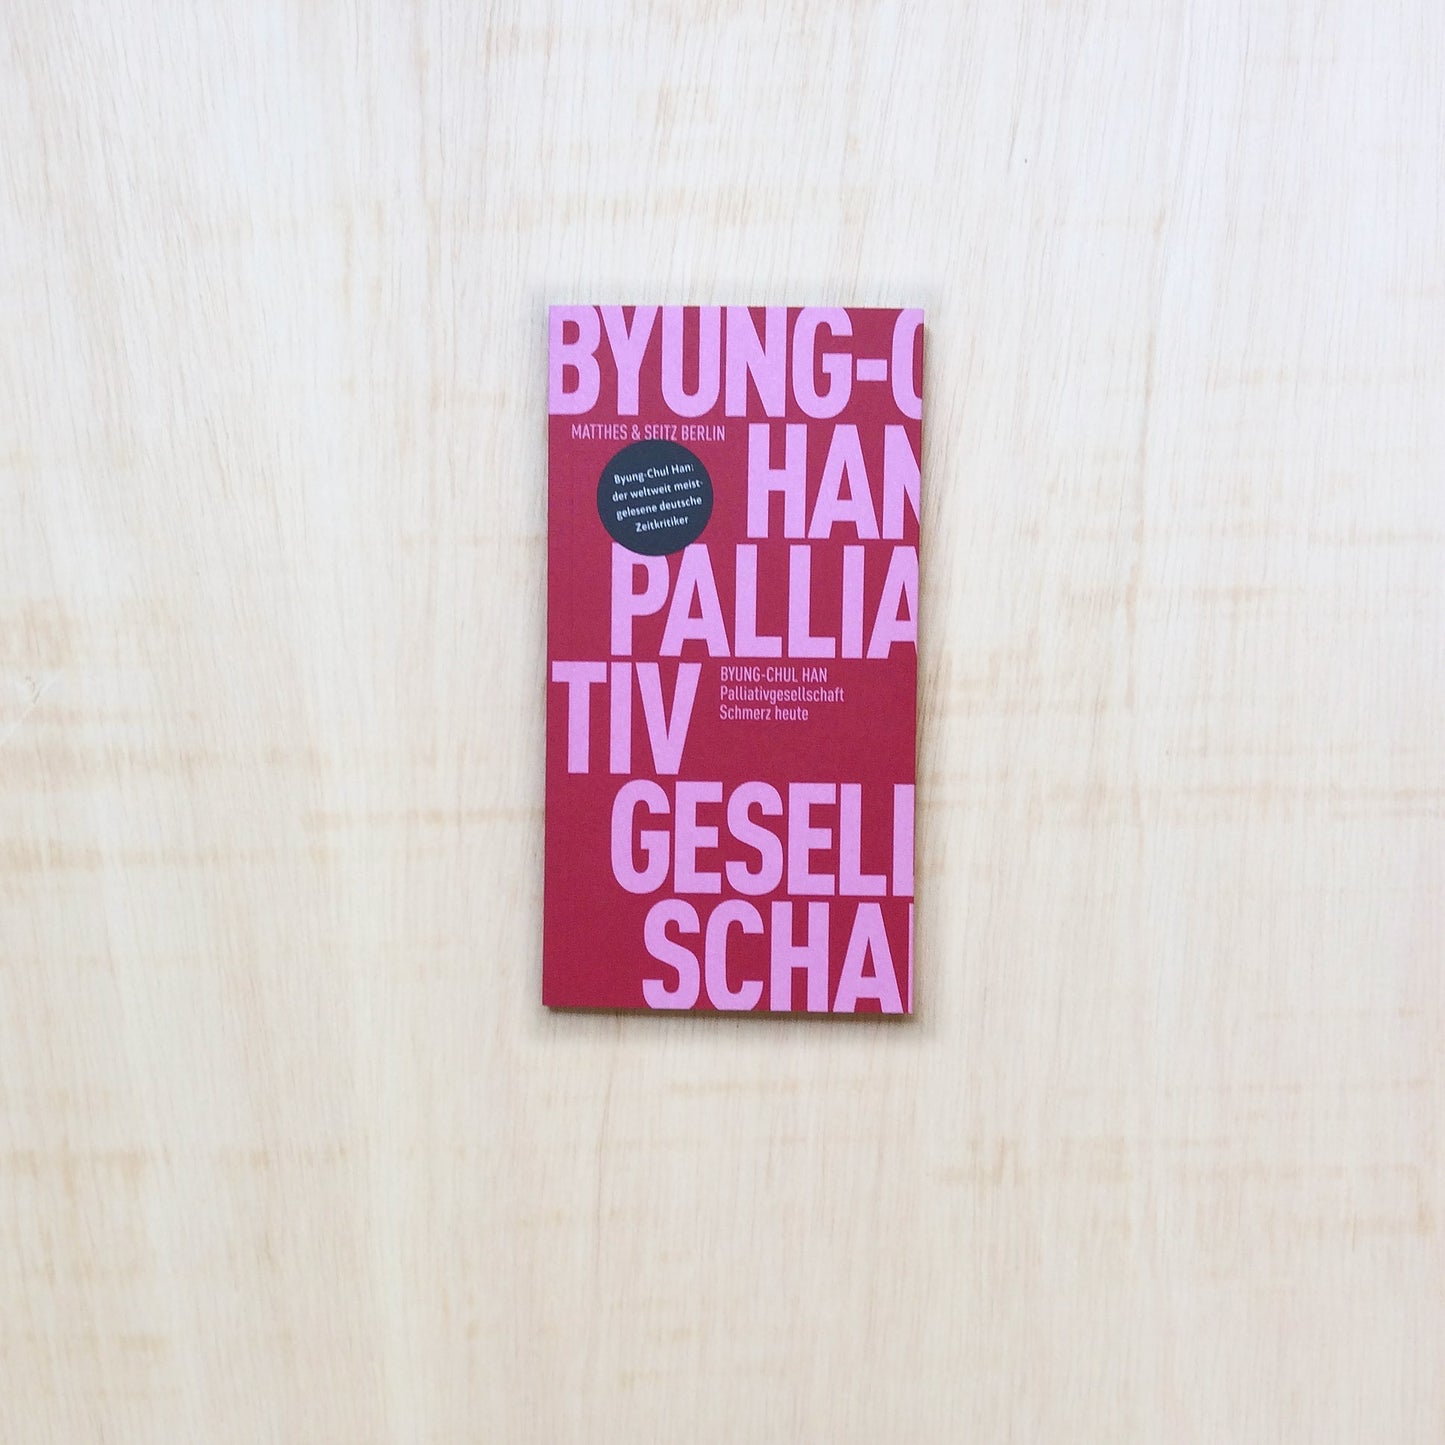 BYUNG-C
MATTHES & SEITZ BERLIN
HAN
Byung-Chul Han:
der weltweit meist-
gelesene deutsche
Zeitkritiker
PALLIA
TIV
BYUNG-CHUL HAN
Palliativgesellschaft
Schmerz heute
GESELL
SCHA